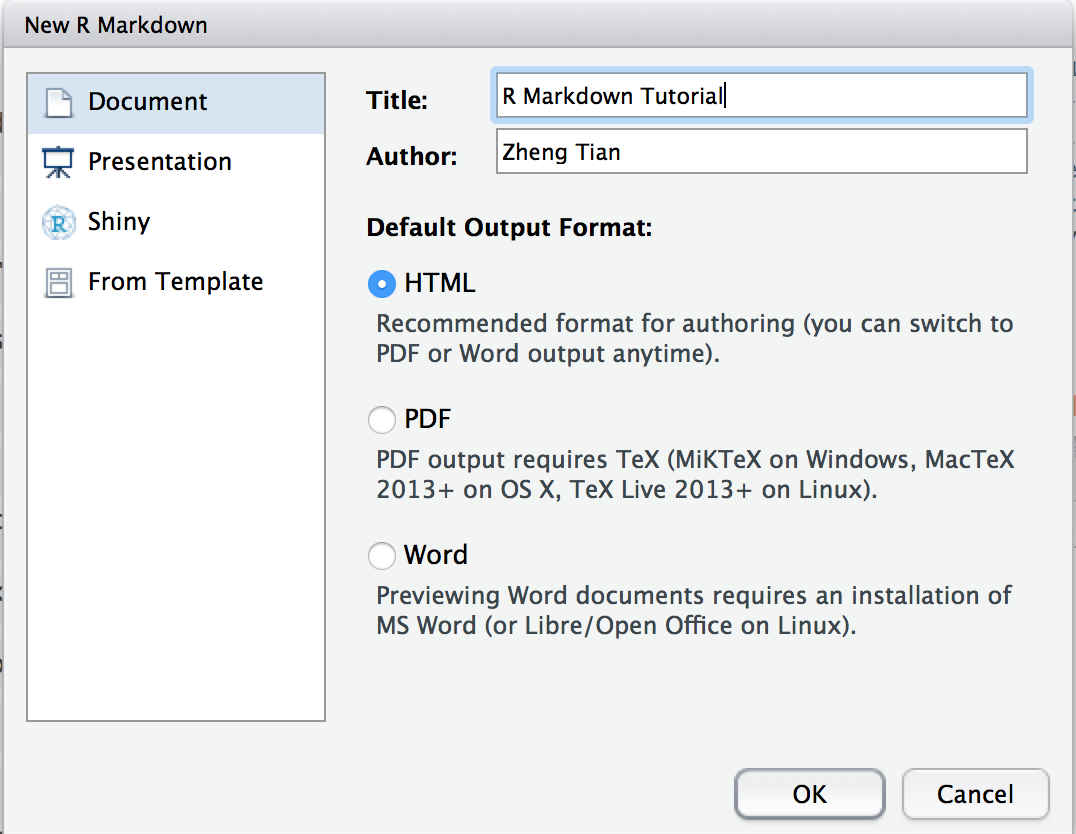 New R Markdown
Document
Presentation
R
Shiny
From Template
Title:
R Markdown Tutorial
Author:
Zheng Tian
Default Output Format:
HTML
Recommended format for authoring (you can switch to
PDF or Word output anytime).
PDF
PDF output requires TeX (MiKTeX on Windows, MacTeX
2013+ on OS X, TeX Live 2013+ on Linux).
Word
Previewing Word documents requires an installation of
MS Word (or Libre/Open Office on Linux).
OK
Cancel